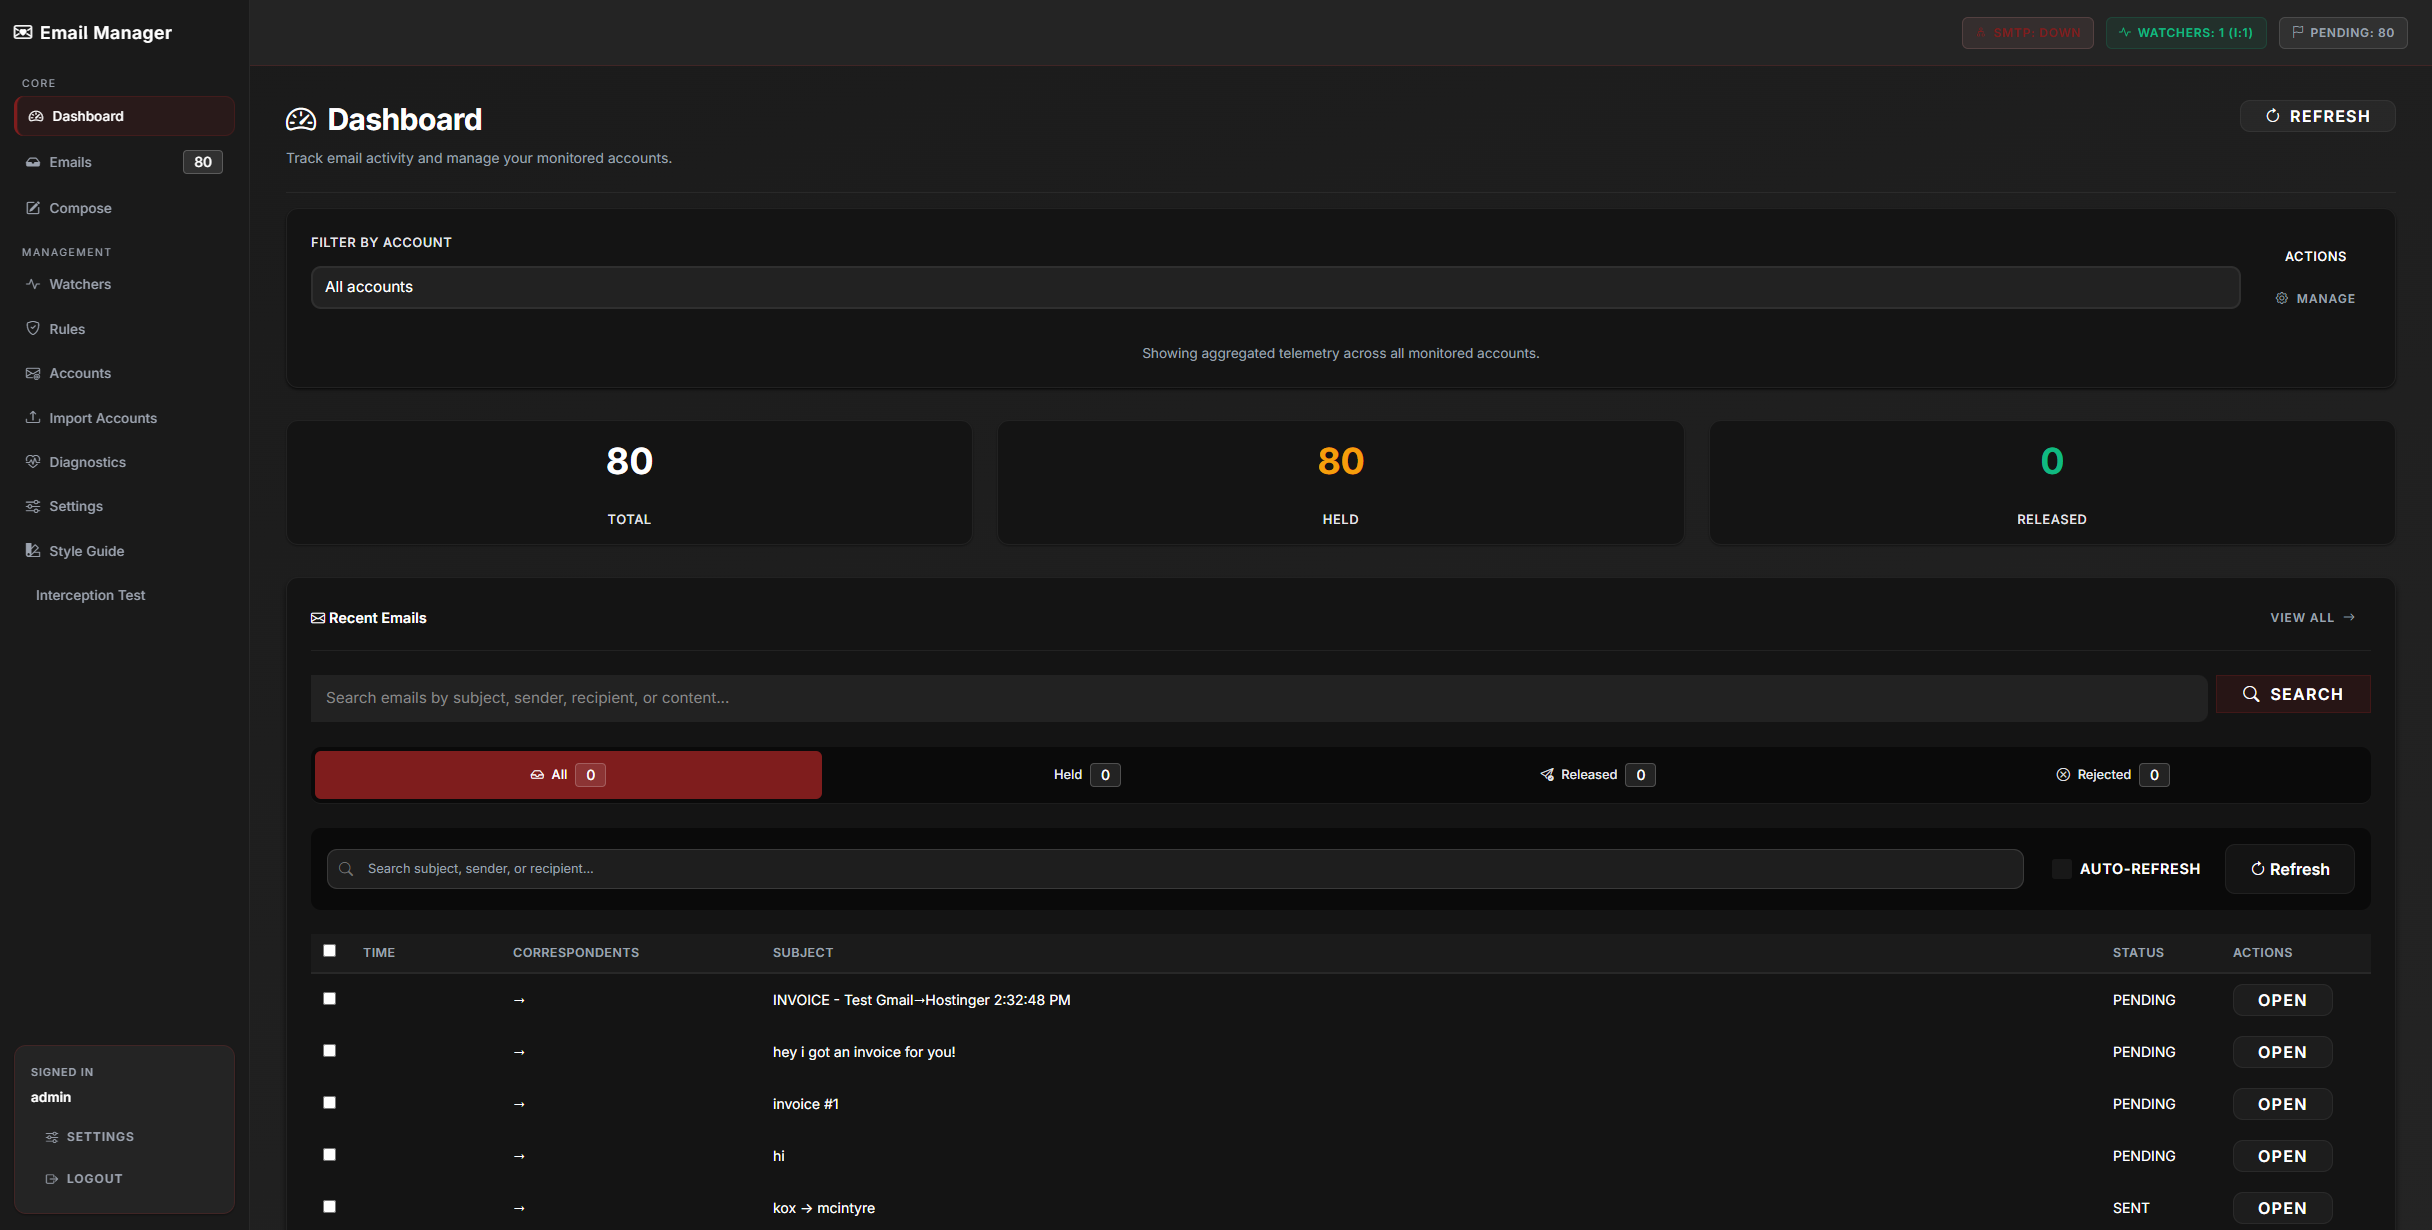 Email Manager
SMTP: DOWN
WATCHERS: 1 (I:1)
PENDING: 80
CORE
Dashboard
Emails 80
Compose
MANAGEMENT
Watchers
Rules
Accounts
Import Accounts
Diagnostics
Settings
Style Guide
Interception Test
SIGNED IN
admin
SETTINGS
LOGOUT
Dashboard
REFRESH
Track email activity and manage your monitored accounts.
FILTER BY ACCOUNT
All accounts
ACTIONS
MANAGE
Showing aggregated telemetry across all monitored accounts.
80
TOTAL
80
HELD
0
RELEASED
Recent Emails
VIEW ALL →
Search emails by subject, sender, recipient, or content...
SEARCH
All 0
Held 0
Released 0
Rejected 0
Search subject, sender, or recipient...
AUTO-REFRESH
Refresh
TIME CORRESPONDENTS SUBJECT STATUS ACTIONS
→ INVOICE - Test Gmail→Hostinger 2:32:48 PM PENDING OPEN
→ hey i got an invoice for you! PENDING OPEN
→ invoice #1 PENDING OPEN
→ hi PENDING OPEN
→ kox → mcintyre SENT OPEN